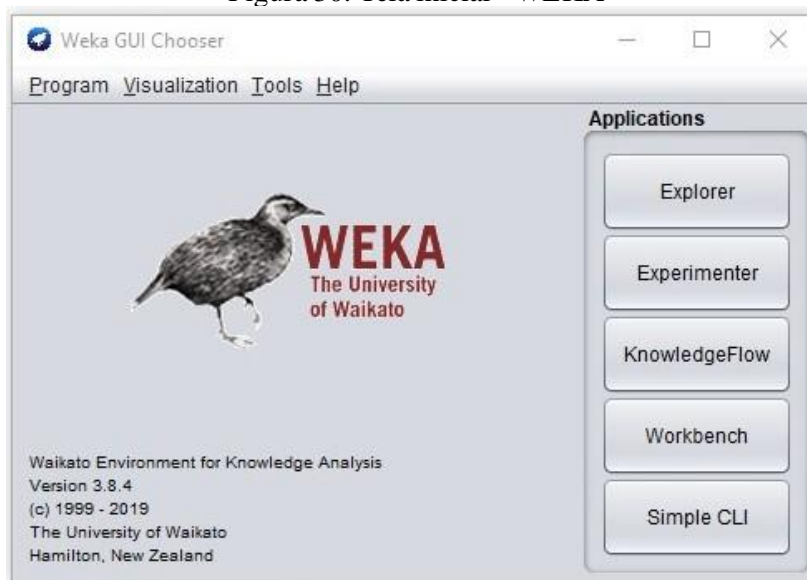 Weka GUI Chooser
Program Visualization Tools Help
Applications
Explorer
Experimenter
KnowledgeFlow
Workbench
Simple CLI
WEKA
The University
of Waikato
Waikato Environment for Knowledge Analysis
Version 3.8.4
(c) 1999 - 2019
The University of Waikato
Hamilton, New Zealand